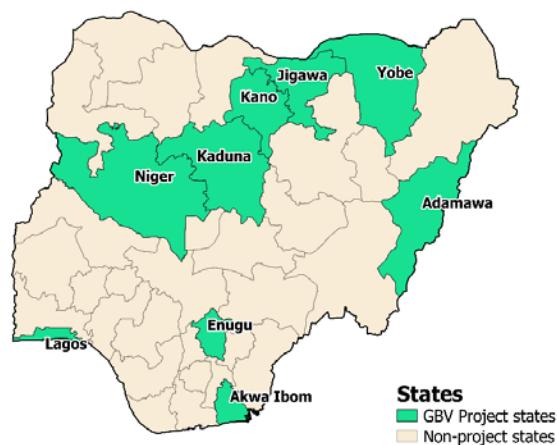 Jigawa
Yobe
Kano
Kaduna
Niger
Adamawa
Enugu
Lagos
Akwa Ibom
States
GBV Project states
Non-project states